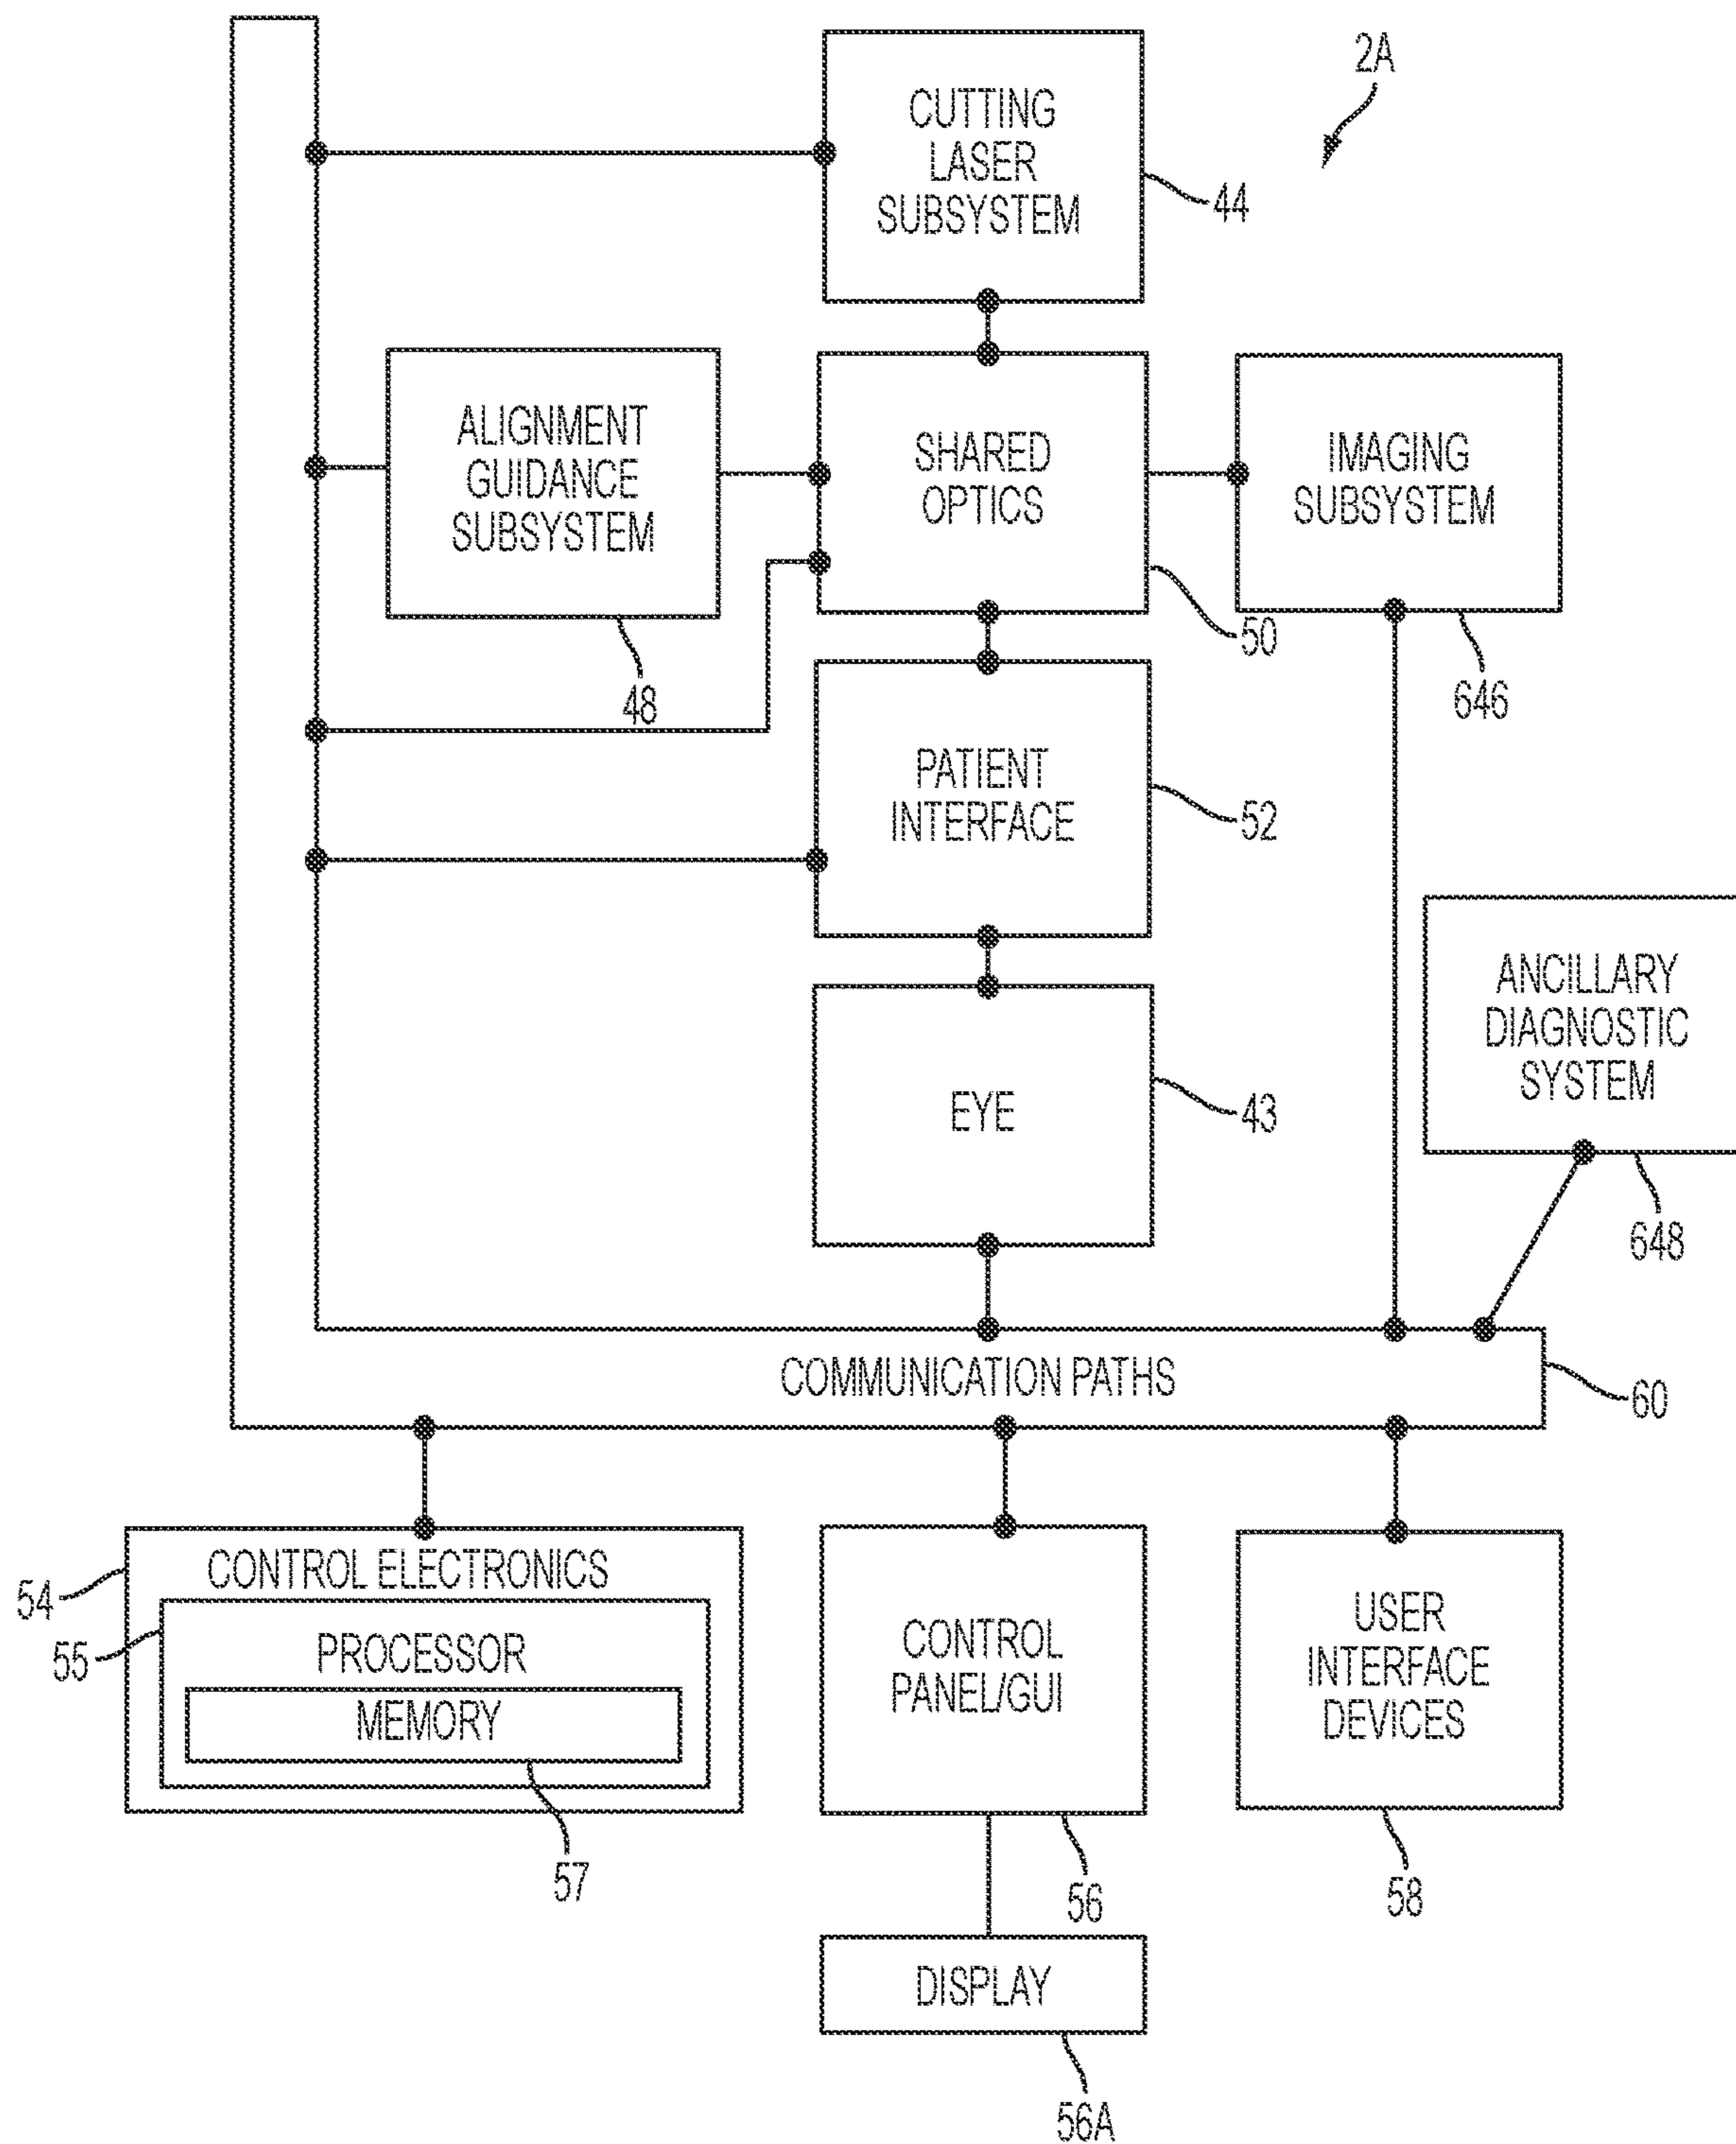 2A
CUTTING
LASER
SUBSYSTEM
44
ALIGNMENT
GUIDANCE
SUBSYSTEM
48
SHARED
OPTICS
50
IMAGING
SUBSYSTEM
646
PATIENT
INTERFACE
52
EYE
43
ANCILLARY
DIAGNOSTIC
SYSTEM
648
COMMUNICATION PATHS
60
54
CONTROL ELECTRONICS
55
PROCESSOR
MEMORY
57
CONTROL
PANEL/GUI
56
USER
INTERFACE
DEVICES
58
DISPLAY
56A